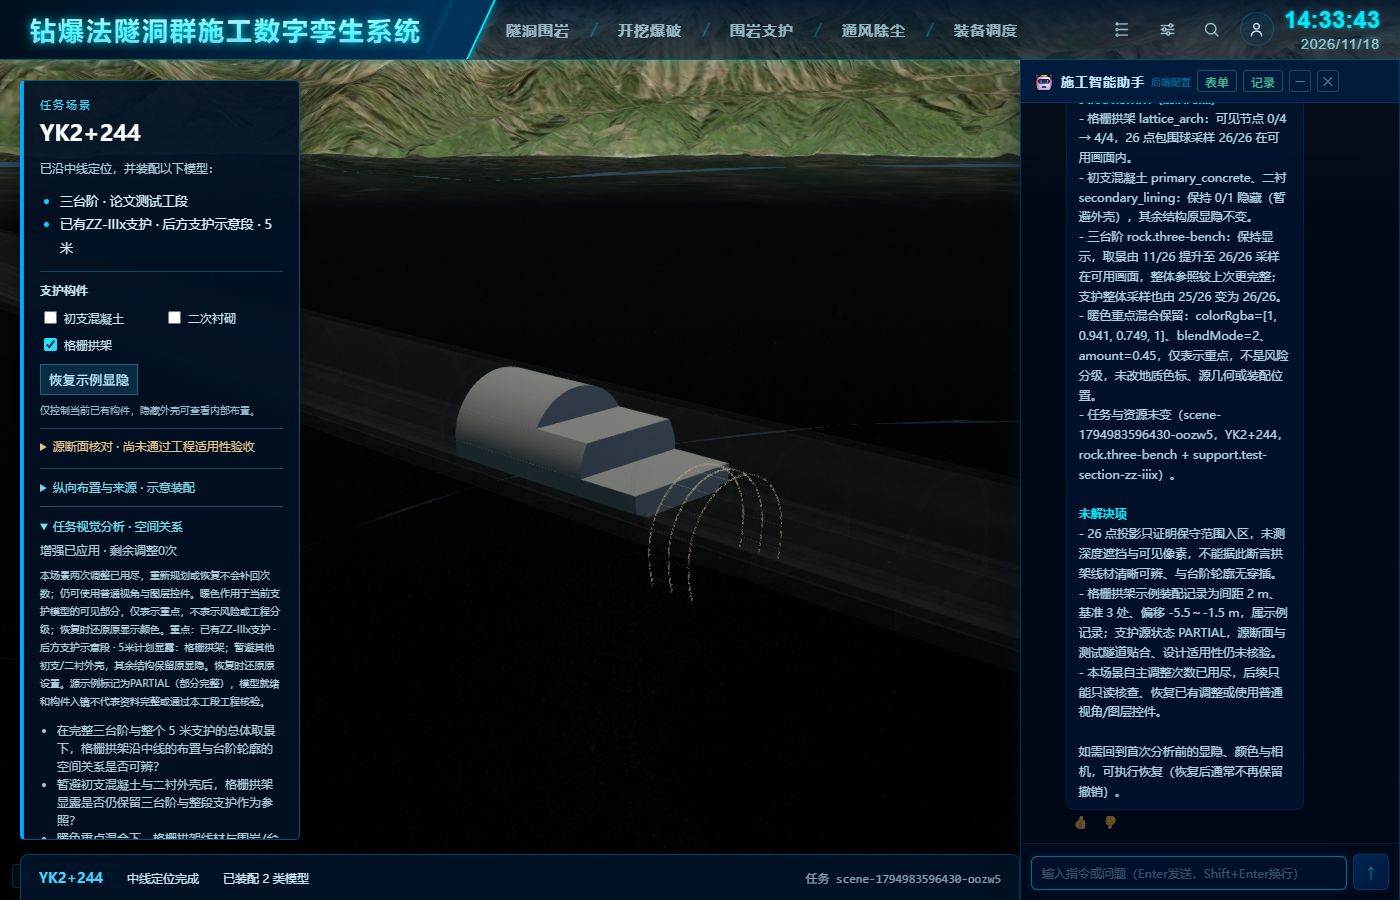 钻爆法隧洞群施工数字孪生系统
隧洞围岩 / 开挖爆破 / 围岩支护 / 通风除尘 / 装备调度
14:33:43
2026/11/18
任务场景
YK2+244
已沿中线定位，并装配以下模型：
三台阶 · 论文测试工段
已有ZZ-IIIx支护 · 后方支护示意段 · 5
米
支护构件
初支混凝土 二次衬砌
格栅拱架
恢复示例显隐
仅控制当前已有构件，隐藏外壳可查看内部布置。
源断面核对 · 尚未通过工程适用性验收
纵向布置与来源 · 示意装配
任务视觉分析 · 空间关系
增强已应用 · 剩余调整0次
本场景两次调整已用尽，重新规划或恢复不会补回次
数；仍可使用普通视角与图层控件。暖色作用于当前支
护模型的可见部分，仅表示重点，不表示风险或工程分
级；恢复时还原原显示颜色。重点：已有ZZ-IIIx支护 ·
后方支护示意段 · 5米计划显露：格栅拱架；暂避其他
初支/二衬外壳，其余结构保留原显隐。恢复时还原原
设置。源示例标记为PARTIAL（部分完整），模型就绪
和构件入镜不代表资料完整或通过本工段工程核验。
在完整三台阶与整个 5 米支护的总体取景
下，格栅拱架沿中线的布置与台阶轮廓的
空间关系是否可辨？
暂避初支混凝土与二衬外壳后，格栅拱架
显露是否仍保留三台阶与整段支护作为参
照？
暖色重点混合下，格栅拱架线材与围岩/台
YK2+244 中线定位完成 已装配 2 类模型
任务 scene-1794983596430-oozw5
施工智能助手 后端配置 表单 记录
- 格栅拱架 lattice_arch：可见节点 0/4
→ 4/4，26 点包围球采样 26/26 在可
用画面内。
- 初支混凝土 primary_concrete、二衬
secondary_lining：保持 0/1 隐藏（暂
避外壳），其余结构原显隐不变。
- 三台阶 rock.three-bench：保持显
示，取景由 11/26 提升至 26/26 采样
在可用画面，整体参照较上次更完整；
支护整体采样也由 25/26 变为 26/26。
- 暖色重点混合保留：colorRgba=[1,
0.941, 0.749, 1]、blendMode=2、
amount=0.45，仅表示重点，不是风险
分级，未改地质色标、源几何或装配位
置。
- 任务与资源未变（scene-
1794983596430-oozw5，YK2+244，
rock.three-bench + support.test-
section-zz-iiix）。
未解决项
- 26 点投影只证明保守范围入区，未测
深度遮挡与可见像素，不能据此断言拱
架线材清晰可辨、与台阶轮廓无穿插。
- 格栅拱架示例装配记录为间距 2 m、
基准 3 处、偏移 -5.5 ~ -1.5 m，属示例
记录；支护源状态 PARTIAL，源断面与
测试隧道贴合、设计适用性仍未核验。
- 本场景自主调整次数已用尽，后续只
能只读核查、恢复已有调整或使用普通
视角/图层控件。
如需回到首次分析前的显隐、颜色与相
机，可执行恢复（恢复后通常不再保留
撤销）。
输入指令或问题（Enter发送，Shift+Enter换行）